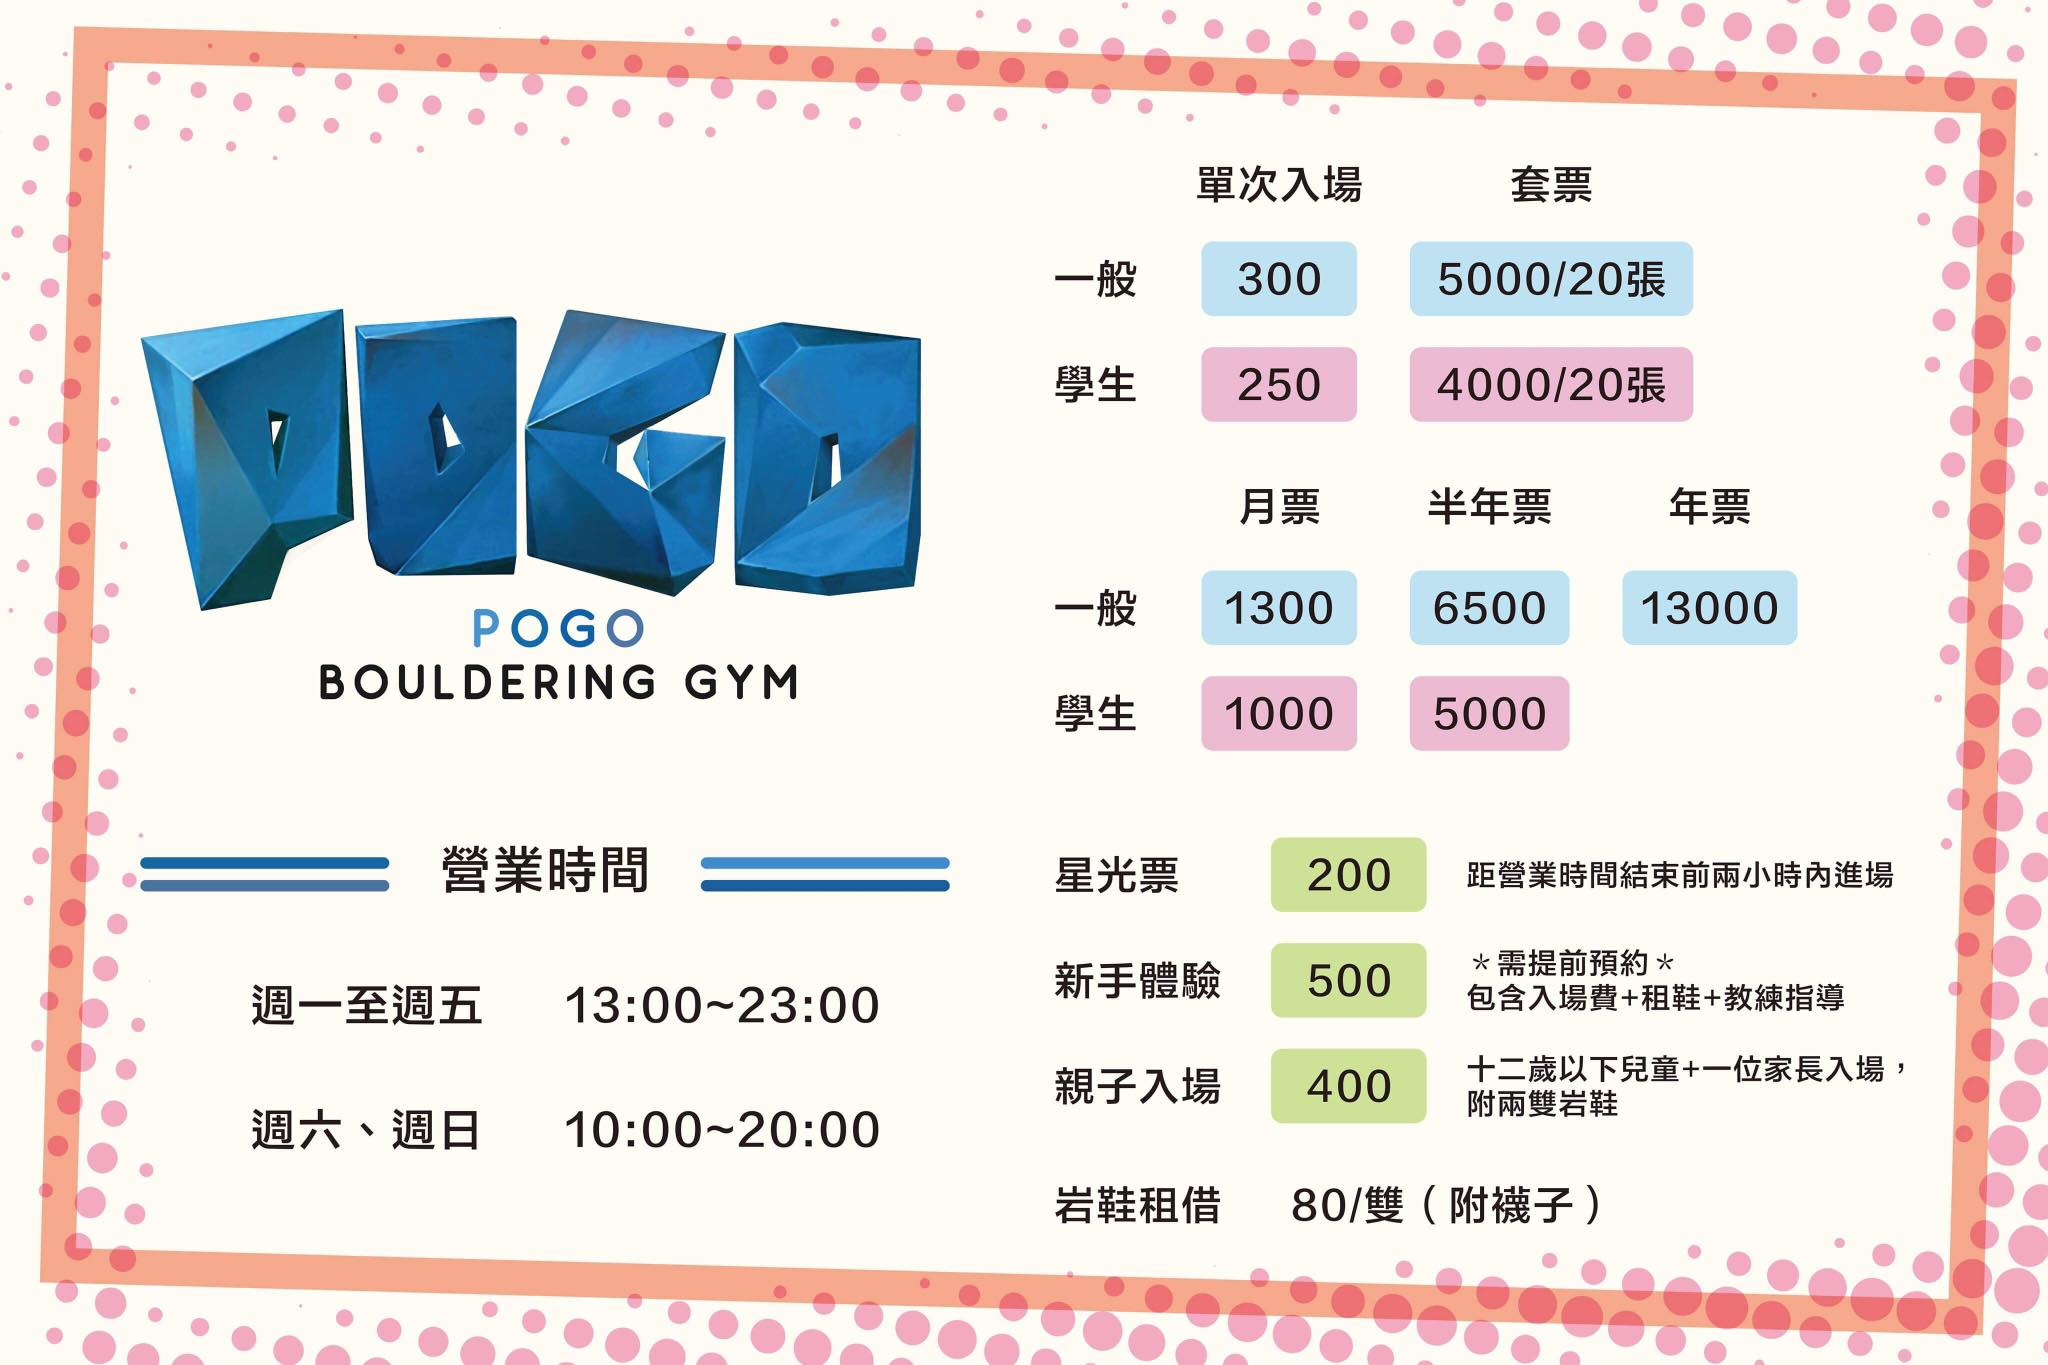 POGO
POGO
BOULDERING GYM
營業時間
週一至週五 13:00~23:00
週六、週日 10:00~20:00
單次入場 套票
一般 300 5000/20張
學生 250 4000/20張
月票 半年票 年票
一般 1300 6500 13000
學生 1000 5000
星光票 200 距營業時間結束前兩小時內進場
新手體驗 500 ＊需提前預約＊
包含入場費+租鞋+教練指導
親子入場 400 十二歲以下兒童+一位家長入場，
附兩雙岩鞋
岩鞋租借 80/雙（附襪子）